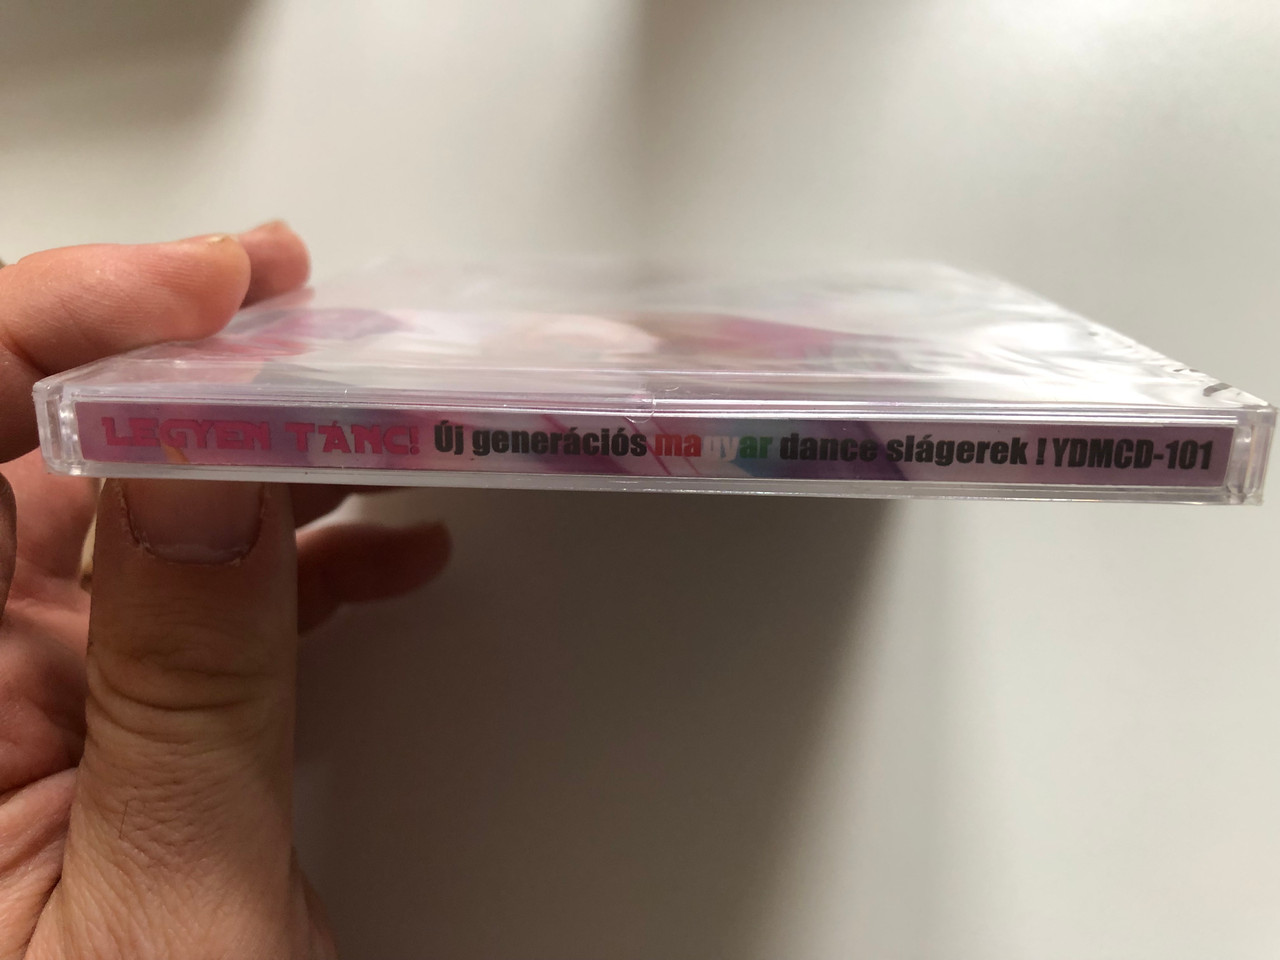 LEGYEN TÁNC! Új generációs magyar dance slágerek ! YDMCD-101